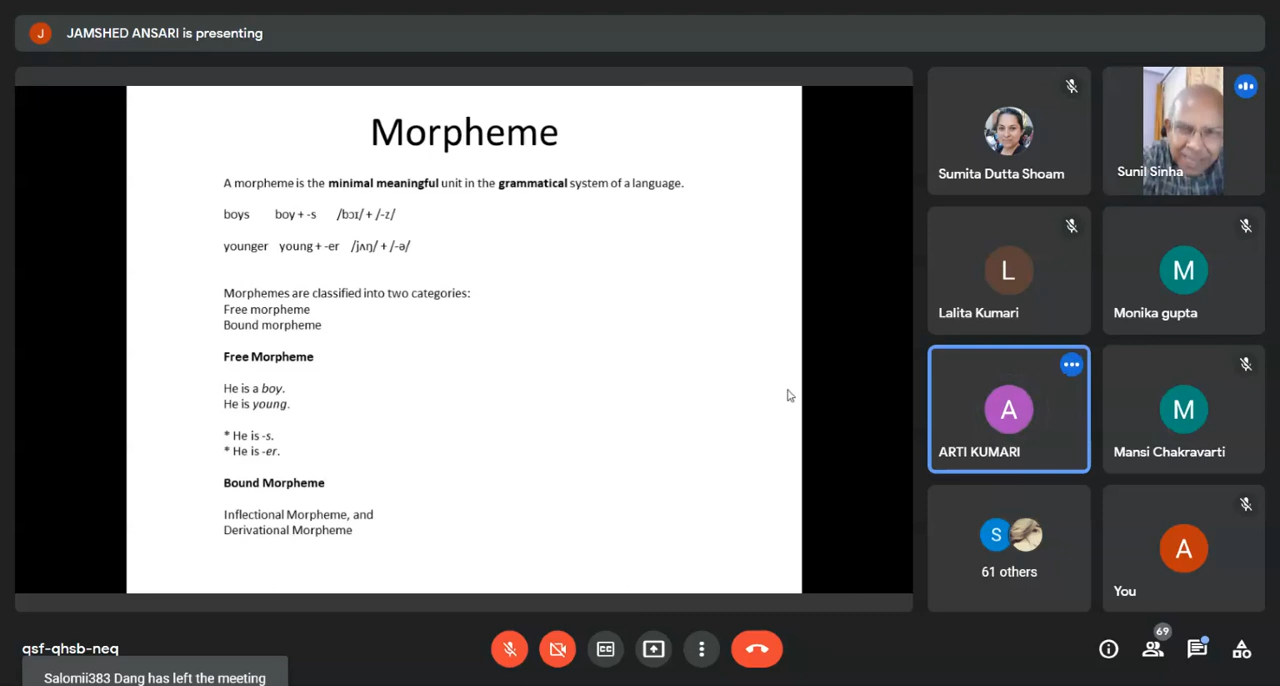 J JAMSHED ANSARI is presenting
Morpheme
A morpheme is the minimal meaningful unit in the grammatical system of a language.
boys boy + -s /bɔɪ/ + /-z/
younger young + -er /jʌŋ/ + /-ə/
Morphemes are classified into two categories:
Free morpheme
Bound morpheme
Free Morpheme
He is a boy.
He is young.
* He is -s.
* He is -er.
Bound Morpheme
Inflectional Morpheme, and
Derivational Morpheme
Sumita Dutta Shoam
Sunil Sinha
L
Lalita Kumari
M
Monika gupta
A
ARTI KUMARI
M
Mansi Chakravarti
S
61 others
A
You
qsf-qhsb-neq
CC
69
Salomii383 Dang has left the meeting